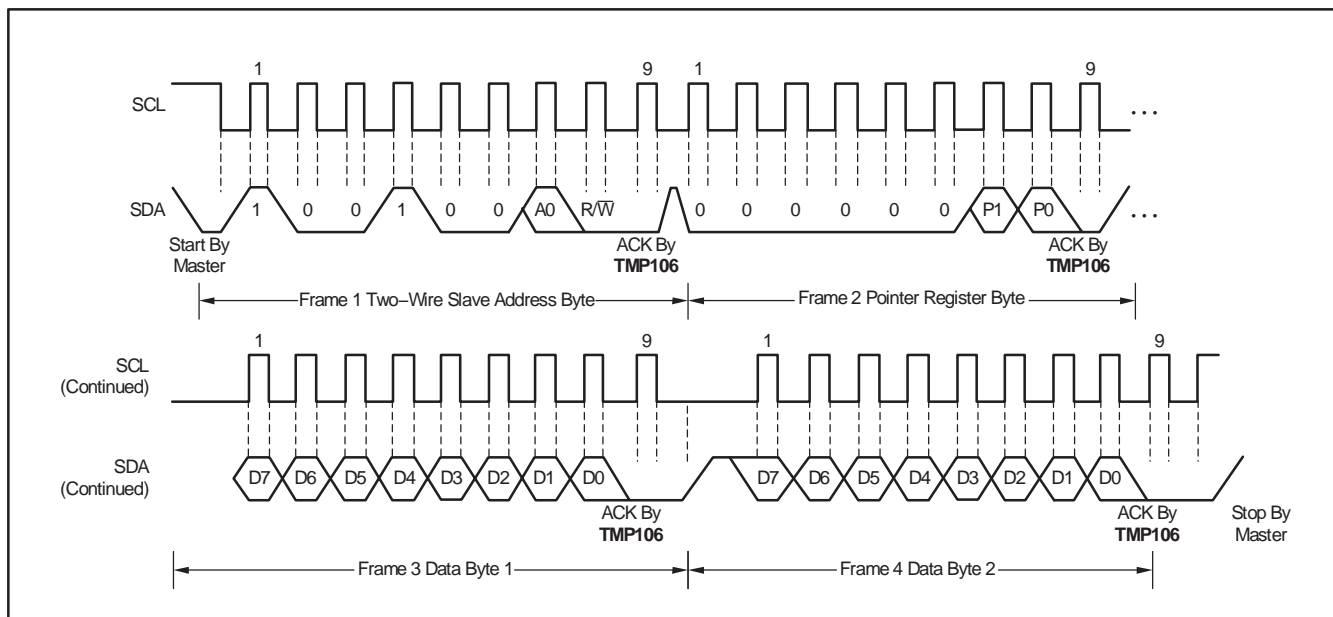 1 9 1 9
SCL
...
SDA 1 0 0 1 0 0 A0 R/W̅ 0 0 0 0 0 0 P1 P0 ...
Start By Master
ACK By TMP106
ACK By TMP106
Frame 1 Two−Wire Slave Address Byte
Frame 2 Pointer Register Byte
1 9 1 9
SCL (Continued)
SDA (Continued)
D7 D6 D5 D4 D3 D2 D1 D0 D7 D6 D5 D4 D3 D2 D1 D0
ACK By TMP106
ACK By TMP106
Stop By Master
Frame 3 Data Byte 1
Frame 4 Data Byte 2